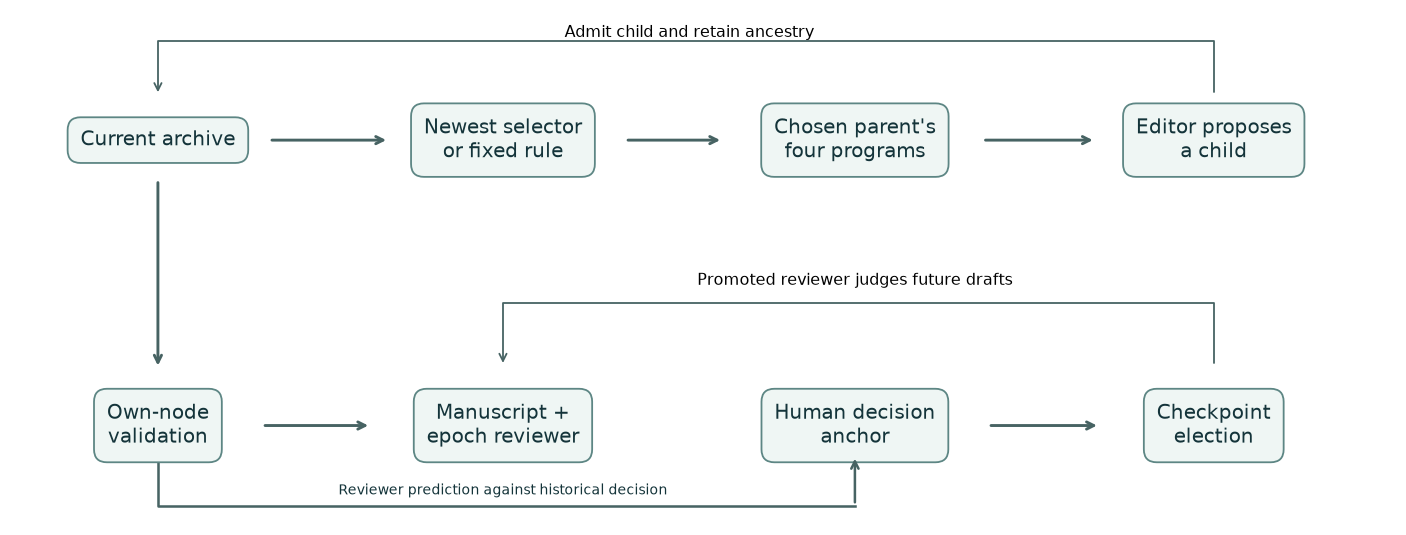 Admit child and retain ancestry
Current archive
Newest selector
or fixed rule
Chosen parent's
four programs
Editor proposes
a child
Promoted reviewer judges future drafts
Own-node
validation
Manuscript +
epoch reviewer
Human decision
anchor
Checkpoint
election
Reviewer prediction against historical decision